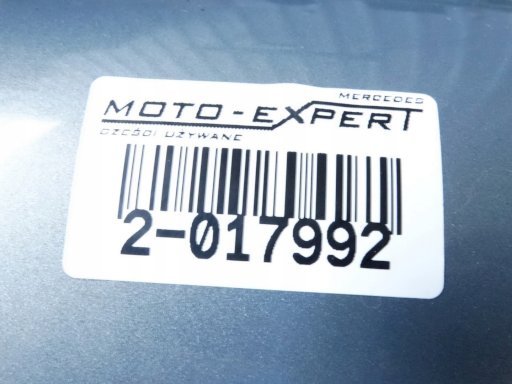 MERCEDES
MOTO-EXPERT
CZĘŚCI UŻYWANE
2-017992